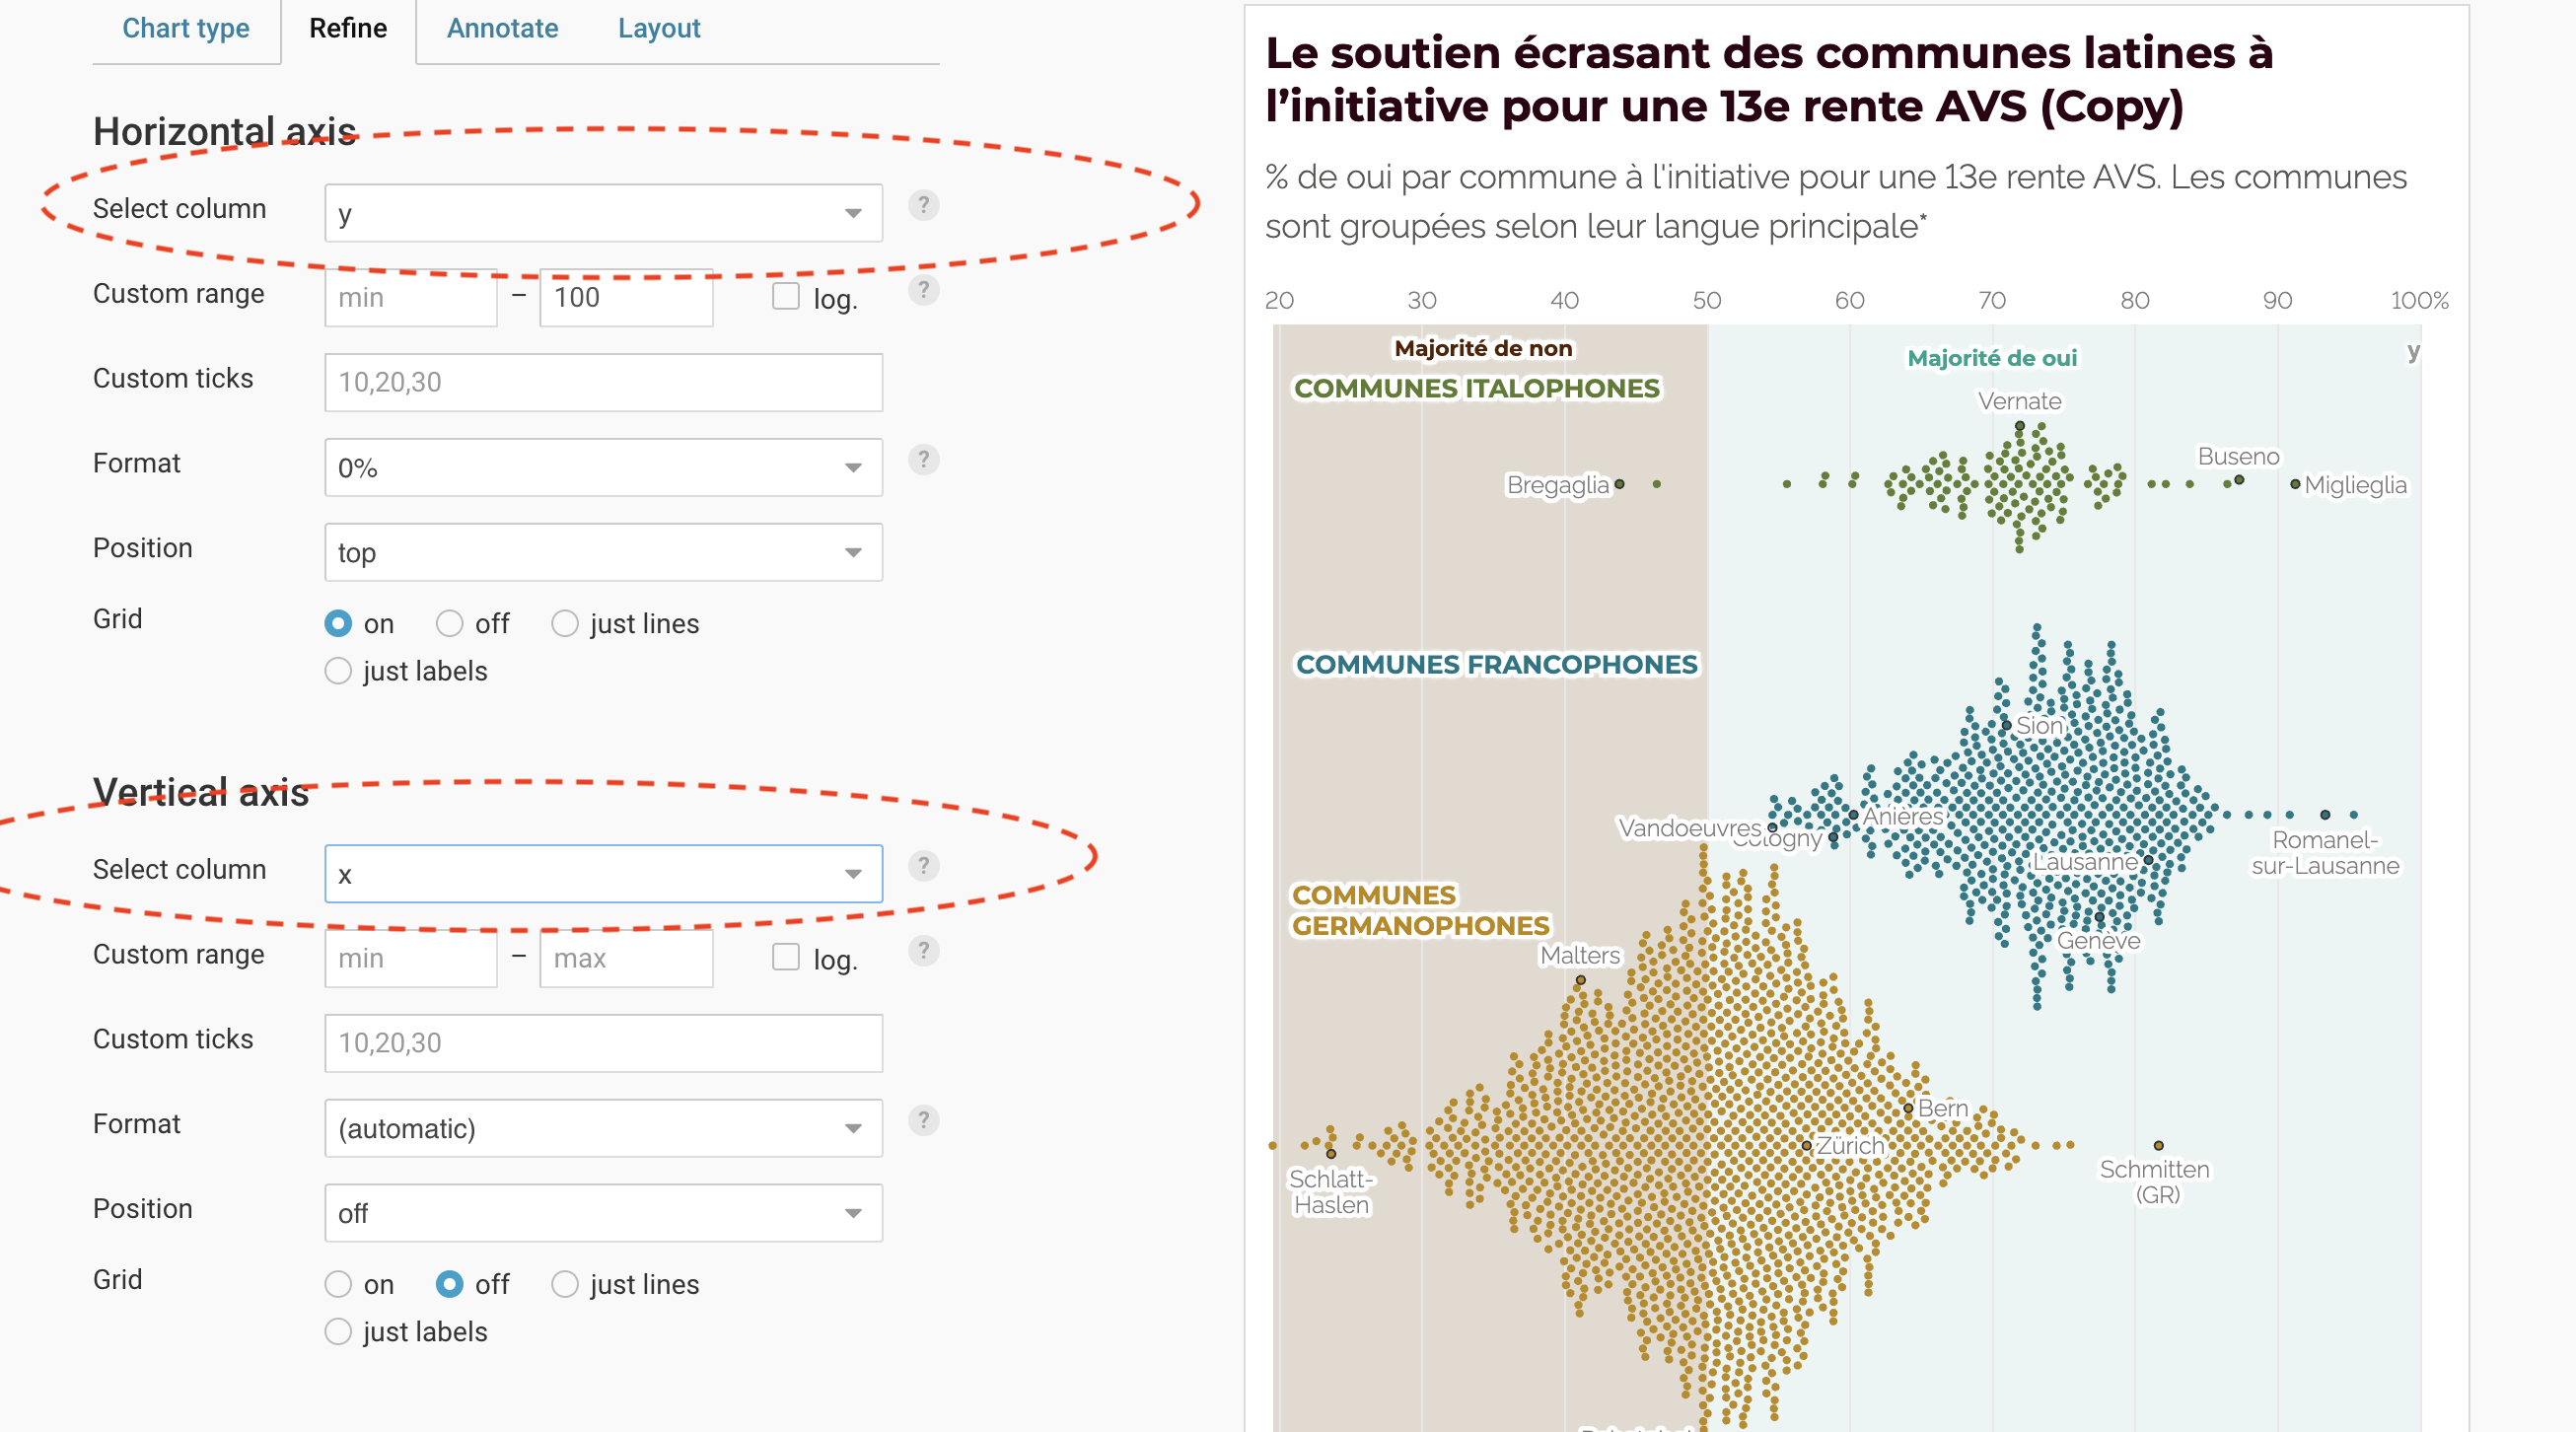 Chart type
Refine
Annotate
Layout
Horizontal axis
Select column
y
?
Custom range
min
–
100
log.
?
Custom ticks
10,20,30
Format
0%
?
Position
top
Grid
on
off
just lines
just labels
Vertical axis
Select column
x
?
Custom range
min
–
max
log.
?
Custom ticks
10,20,30
Format
(automatic)
?
Position
off
Grid
on
off
just lines
just labels
Le soutien écrasant des communes latines à
l’initiative pour une 13e rente AVS (Copy)
% de oui par commune à l'initiative pour une 13e rente AVS. Les communes
sont groupées selon leur langue principale*
20 30 40 50 60 70 80 90 100%
Majorité de non
Majorité de oui
y
COMMUNES ITALOPHONES
Vernate
Buseno
Bregaglia
Miglieglia
COMMUNES FRANCOPHONES
Sion
Anières
Vandoeuvres
Cologny
Romanel-
sur-Lausanne
Lausanne
Genève
COMMUNES
GERMANOPHONES
Malters
Bern
Zürich
Schlatt-
Haslen
Schmitten
(GR)